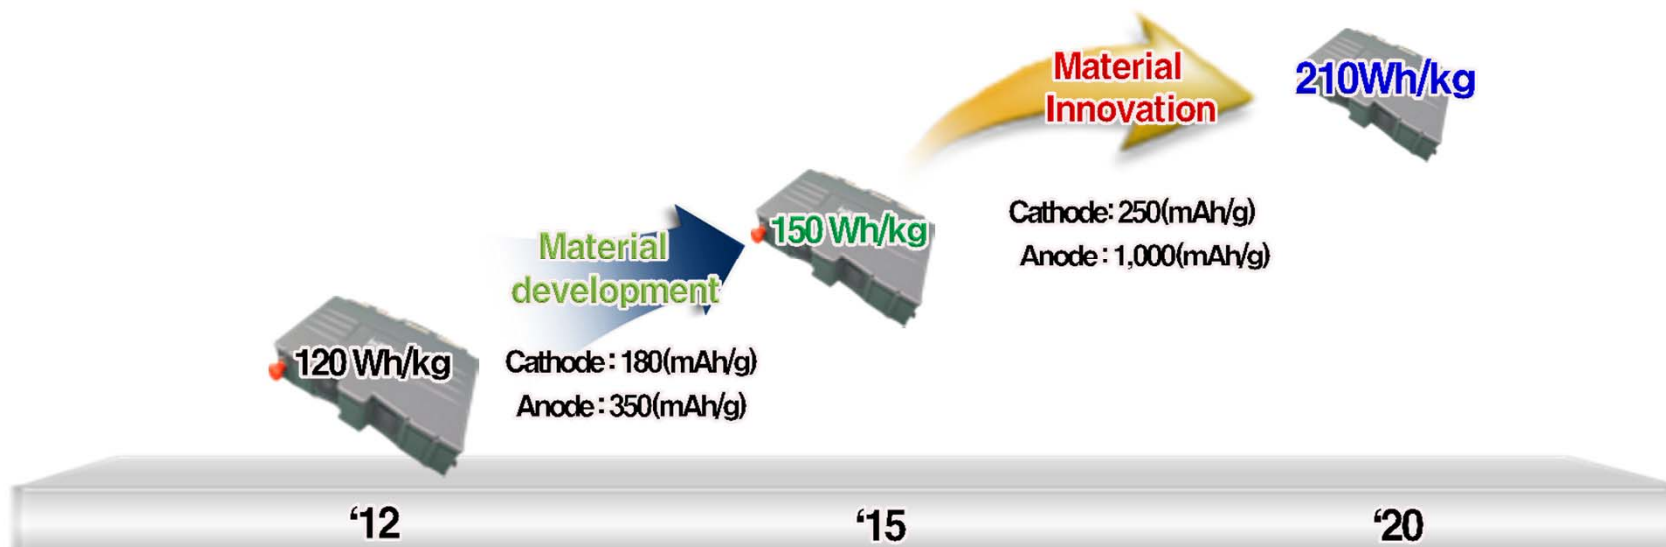 120 Wh/kg
Material
development
Cathode : 180(mAh/g)
Anode : 350(mAh/g)
150 Wh/kg
Material
Innovation
Cathode: 250(mAh/g)
Anode : 1,000(mAh/g)
210Wh/kg
‘12
‘15
‘20